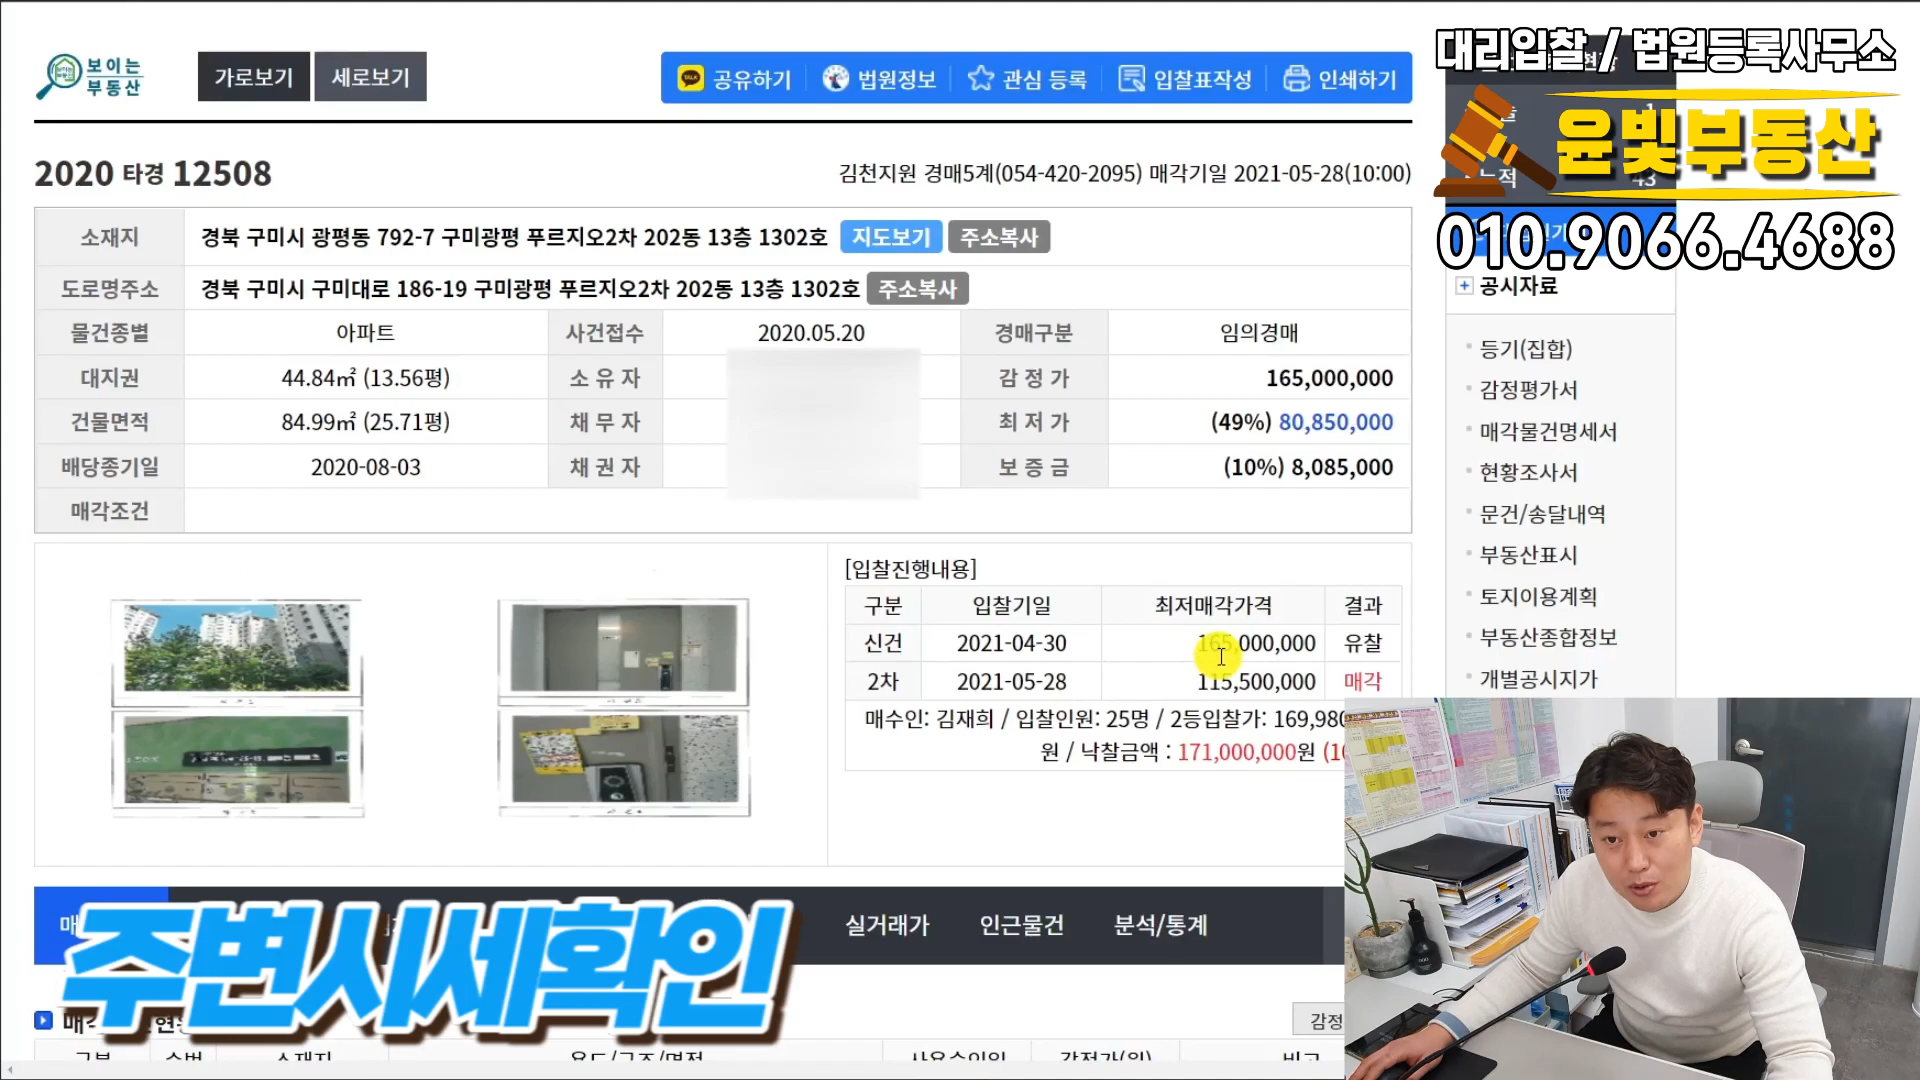 대리입찰 / 법원등록사무소
윤빛부동산
010.9066.4688
보이는
부동산
가로보기 세로보기
공유하기 법원정보 관심 등록 입찰표작성 인쇄하기
2020 타경 12508
김천지원 경매5계(054-420-2095) 매각기일 2021-05-28(10:00)
소재지 경북 구미시 광평동 792-7 구미광평 푸르지오2차 202동 13층 1302호 지도보기 주소복사
도로명주소 경북 구미시 구미대로 186-19 구미광평 푸르지오2차 202동 13층 1302호 주소복사
물건종별 아파트 사건접수 2020.05.20 경매구분 임의경매
대지권 44.84㎡ (13.56평) 소 유 자 감 정 가 165,000,000
건물면적 84.99㎡ (25.71평) 채 무 자 최 저 가 (49%) 80,850,000
배당종기일 2020-08-03 채 권 자 보 증 금 (10%) 8,085,000
매각조건
[입찰진행내용]
구분 입찰기일 최저매각가격 결과
신건 2021-04-30 165,000,000 유찰
2차 2021-05-28 115,500,000 매각
매수인: 김재희 / 입찰인원: 25명 / 2등입찰가: 169,980
원 / 낙찰금액 : 171,000,000원 (10
공시자료
등기(집합)
감정평가서
매각물건명세서
현황조사서
문건/송달내역
부동산표시
토지이용계획
부동산종합정보
개별공시지가
실거래가 인근물건 분석/통계
주변시세확인
감정